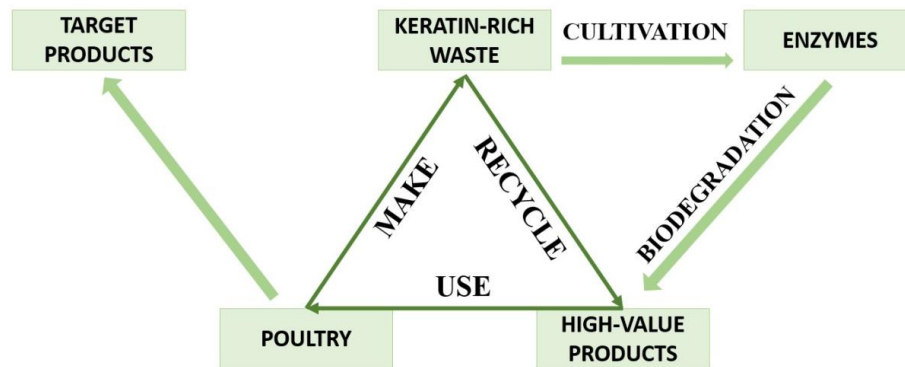 TARGET
PRODUCTS
KERATIN-RICH
WASTE
CULTIVATION
ENZYMES
MAKE
RECYCLE
BIODEGRADATION
USE
POULTRY
HIGH-VALUE
PRODUCTS